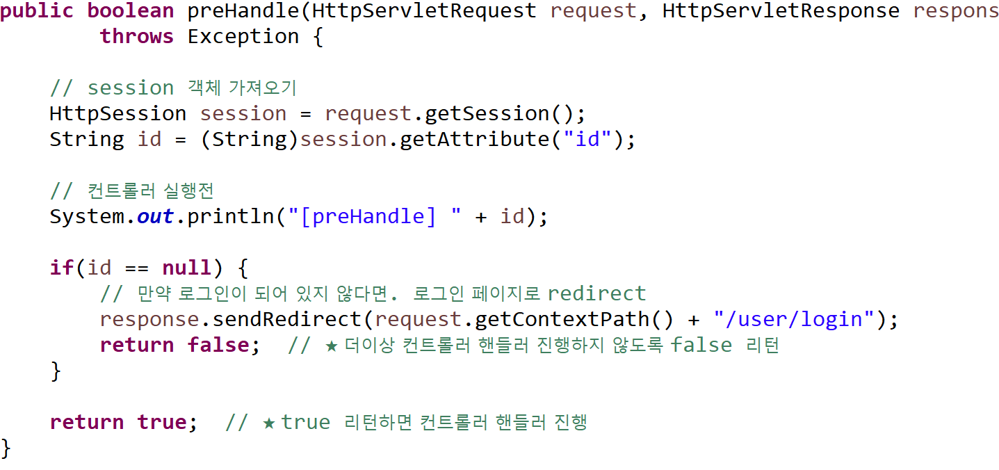 public boolean preHandle(HttpServletRequest request, HttpServletResponse respons
throws Exception {
// session 객체 가져오기
HttpSession session = request.getSession();
String id = (String)session.getAttribute("id");
// 컨트롤러 실행전
System.out.println("[preHandle] " + id);
if(id == null) {
// 만약 로그인이 되어 있지 않다면. 로그인 페이지로 redirect
response.sendRedirect(request.getContextPath() + "/user/login");
return false; // ★ 더이상 컨트롤러 핸들러 진행하지 않도록 false 리턴
}
return true; // ★ true 리턴하면 컨트롤러 핸들러 진행
}